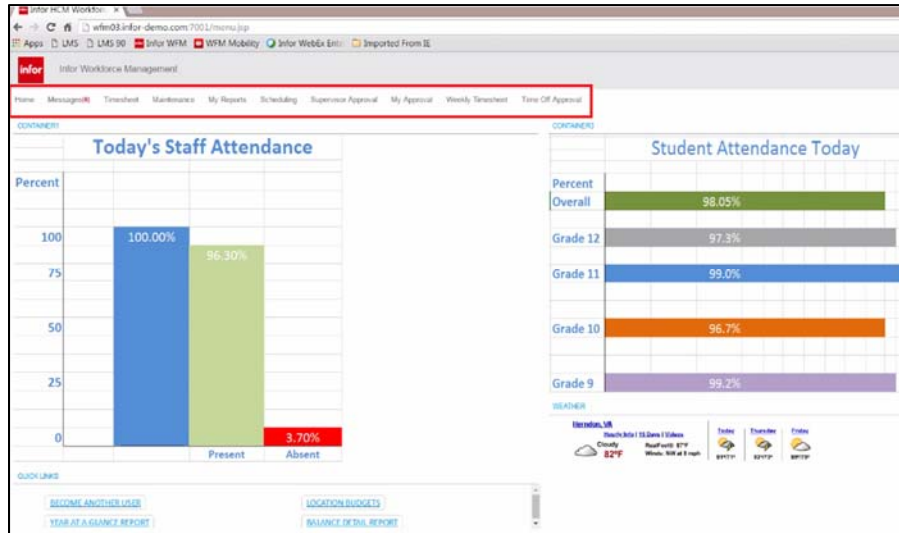 Infor HCM Workfor
wfm03.infor-demo.com:7001/menu.jsp
Apps LMS LMS 90 Infor WFM WFM Mobility Infor WebEx Imported From IE
infor Infor Workforce Management
Home Messages Timesheet Maintenance My Reports Scheduling Supervisor Approval My Approval Weekly Timesheet Time Off Approval
CONTAINER1
Today's Staff Attendance
Percent
100
75
50
25
0
100.00%
96.30%
3.70%
Present Absent
QUICK LINKS
BECOME ANOTHER USER
LOCATION BUDGETS
YEAR AT A GLANCE REPORT
BALANCE DETAIL REPORT
Student Attendance Today
Percent
Overall 98.05%
Grade 12 97.3%
Grade 11 99.0%
Grade 10 96.7%
Grade 9 99.2%
WEATHER
Herndon, VA
Today Thursday Friday
Cloudy
82°F